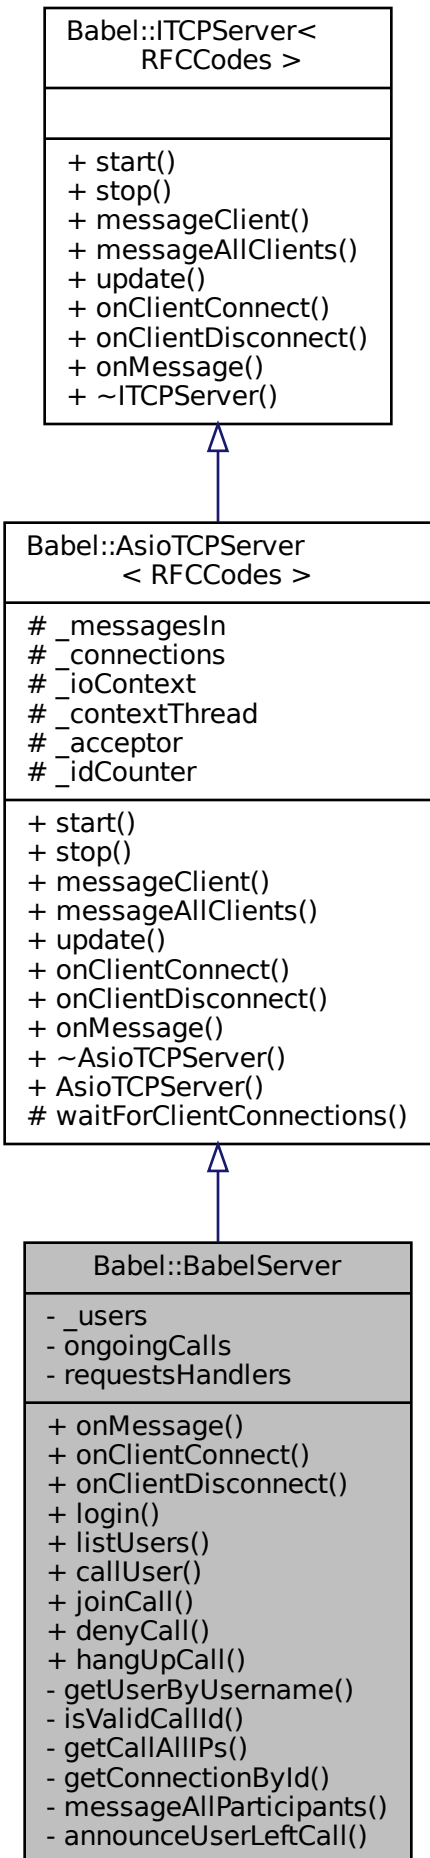 Babel::ITCPServer<
RFCCodes >
+ start()
+ stop()
+ messageClient()
+ messageAllClients()
+ update()
+ onClientConnect()
+ onClientDisconnect()
+ onMessage()
+ ~ITCPServer()
Babel::AsioTCPServer
< RFCCodes >
# _messagesIn
# _connections
# _ioContext
# _contextThread
# _acceptor
# _idCounter
+ start()
+ stop()
+ messageClient()
+ messageAllClients()
+ update()
+ onClientConnect()
+ onClientDisconnect()
+ onMessage()
+ ~AsioTCPServer()
+ AsioTCPServer()
# waitForClientConnections()
Babel::BabelServer
- _users
- ongoingCalls
- requestsHandlers
+ onMessage()
+ onClientConnect()
+ onClientDisconnect()
+ login()
+ listUsers()
+ callUser()
+ joinCall()
+ denyCall()
+ hangUpCall()
- getUserByUsername()
- isValidCallId()
- getCallAllIPs()
- getConnectionById()
- messageAllParticipants()
- announceUserLeftCall()